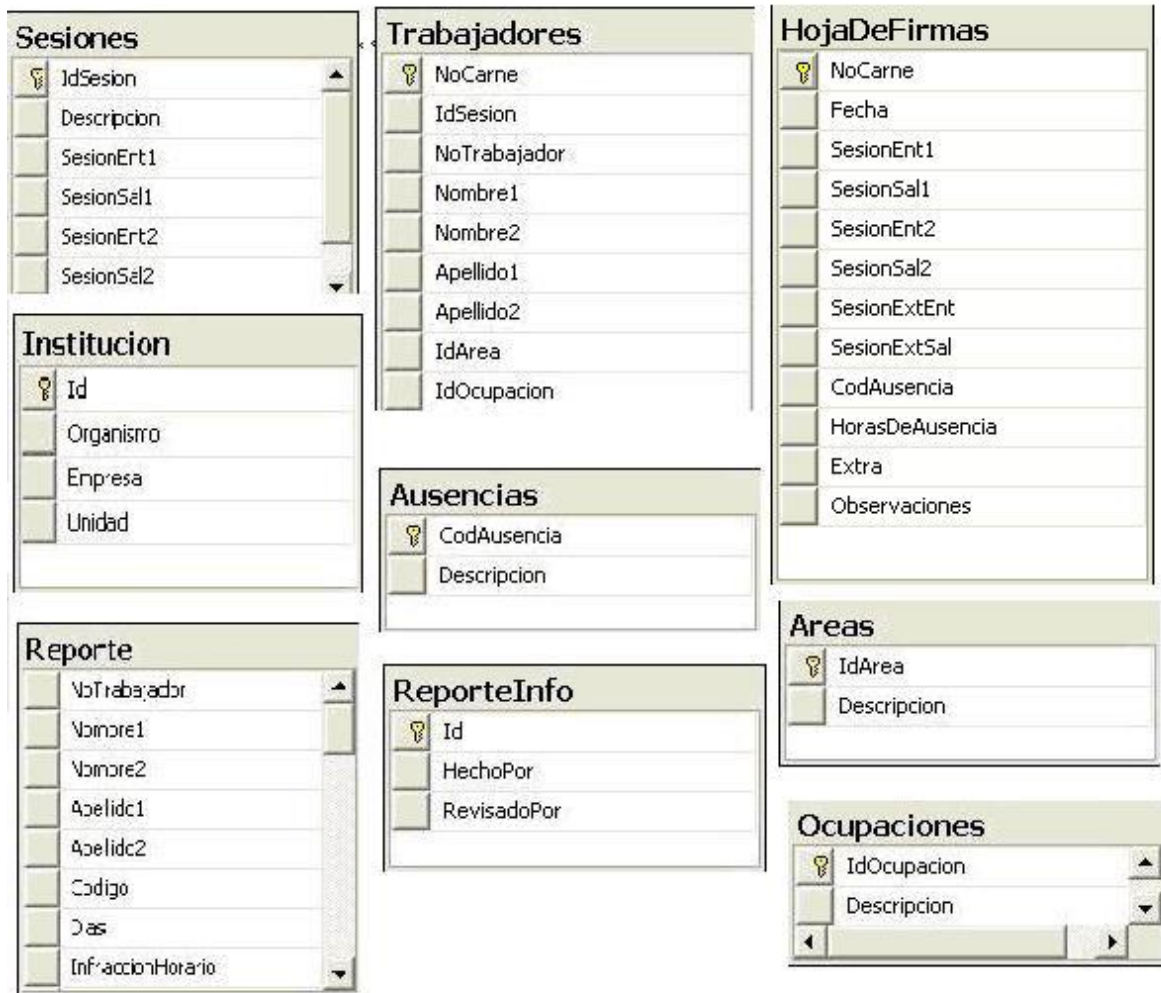 Sesiones
IdSesion
Descripcion
SesionEnt1
SesionSal1
SesionEnt2
SesionSal2
Trabajadores
NoCarne
IdSesion
NoTrabajador
Nombre1
Nombre2
Apellido1
Apellido2
IdArea
IdOcupacion
HojaDeFirmas
NoCarne
Fecha
SesionEnt1
SesionSal1
SesionEnt2
SesionSal2
SesionExtEnt
SesionExtSal
CodAusencia
HorasDeAusencia
Extra
Observaciones
Institucion
Id
Organismo
Empresa
Unidad
Ausencias
CodAusencia
Descripcion
Areas
IdArea
Descripcion
Reporte
NoTrabajador
Nombre1
Nombre2
Apellido1
Apellido2
Codigo
Dias
InfraccionHorario
ReporteInfo
Id
HechoPor
RevisadoPor
Ocupaciones
IdOcupacion
Descripcion